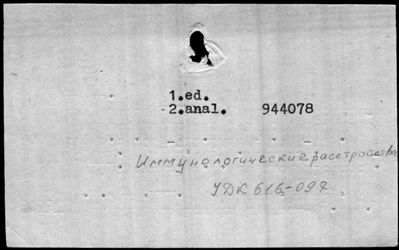 1.ed.
2.anal. 944078
Иммунологические расстройства
УДК 616-097